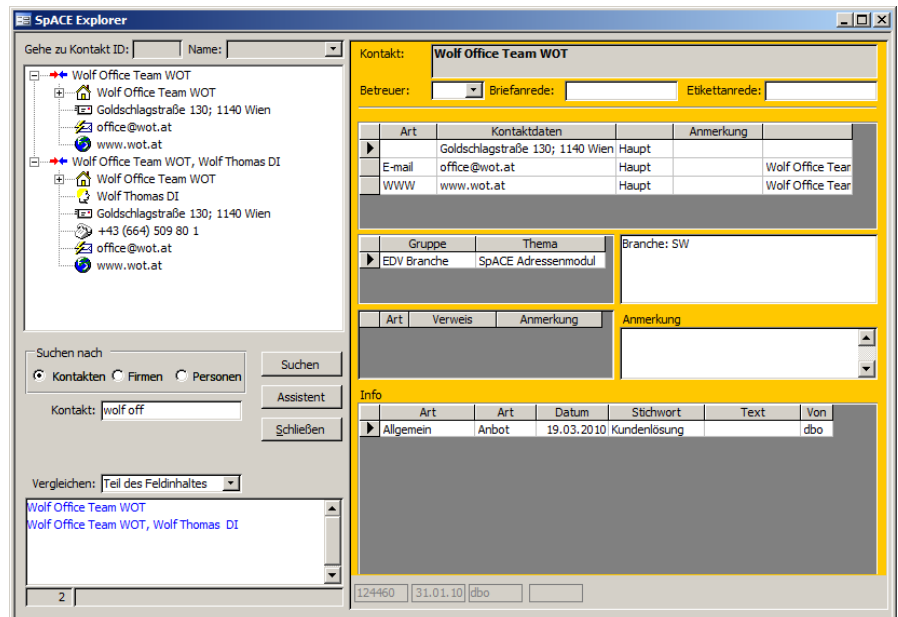 SpACE Explorer
Gehe zu Kontakt ID: Name:
Wolf Office Team WOT
Wolf Office Team WOT
Goldschlagstraße 130; 1140 Wien
office@wot.at
www.wot.at
Wolf Office Team WOT, Wolf Thomas DI
Wolf Office Team WOT
Wolf Thomas DI
Goldschlagstraße 130; 1140 Wien
+43 (664) 509 80 1
office@wot.at
www.wot.at
Suchen nach
Kontakten Firmen Personen
Kontakt: wolf off
Suchen
Assistent
Schließen
Vergleichen: Teil des Feldinhaltes
Wolf Office Team WOT
Wolf Office Team WOT, Wolf Thomas DI
2
Kontakt: Wolf Office Team WOT
Betreuer: Briefanrede: Etikettanrede:
Art Kontaktdaten Anmerkung
Goldschlagstraße 130; 1140 Wien Haupt
E-mail office@wot.at Haupt Wolf Office Tear
WWW www.wot.at Haupt Wolf Office Tear
Gruppe Thema
EDV Branche SpACE Adressenmodul
Branche: SW
Art Verweis Anmerkung
Anmerkung
Info
Art Art Datum Stichwort Text Von
Allgemein Anbot 19.03.2010 Kundenlösung dbo
124460 31.01.10 dbo